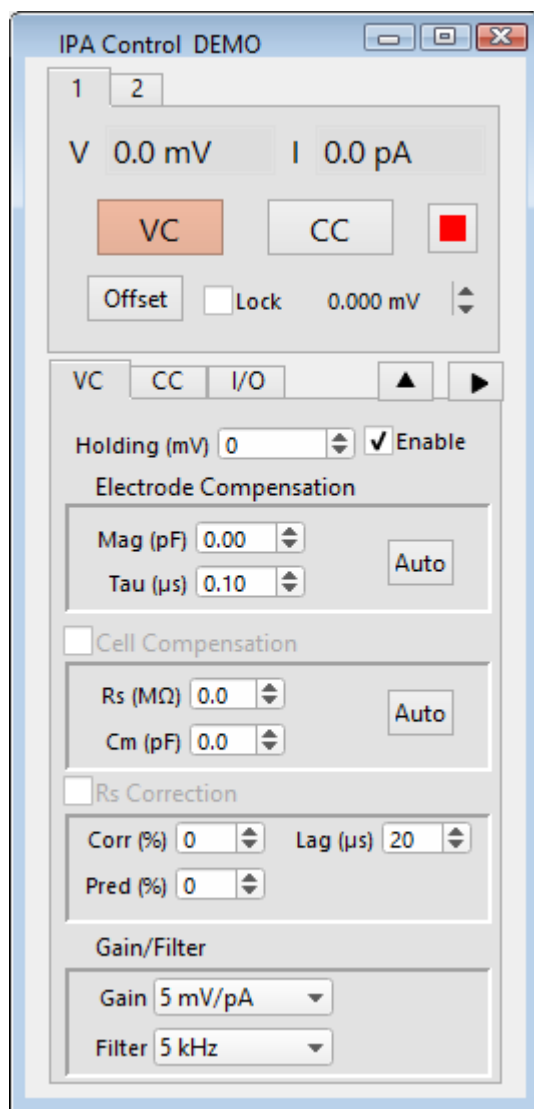 IPA Control DEMO
1 2
V 0.0 mV I 0.0 pA
VC CC
Offset Lock 0.000 mV
VC CC I/O
Holding (mV) 0 Enable
Electrode Compensation
Mag (pF) 0.00
Auto
Tau (µs) 0.10
Cell Compensation
Rs (MΩ) 0.0
Auto
Cm (pF) 0.0
Rs Correction
Corr (%) 0 Lag (µs) 20
Pred (%) 0
Gain/Filter
Gain 5 mV/pA
Filter 5 kHz